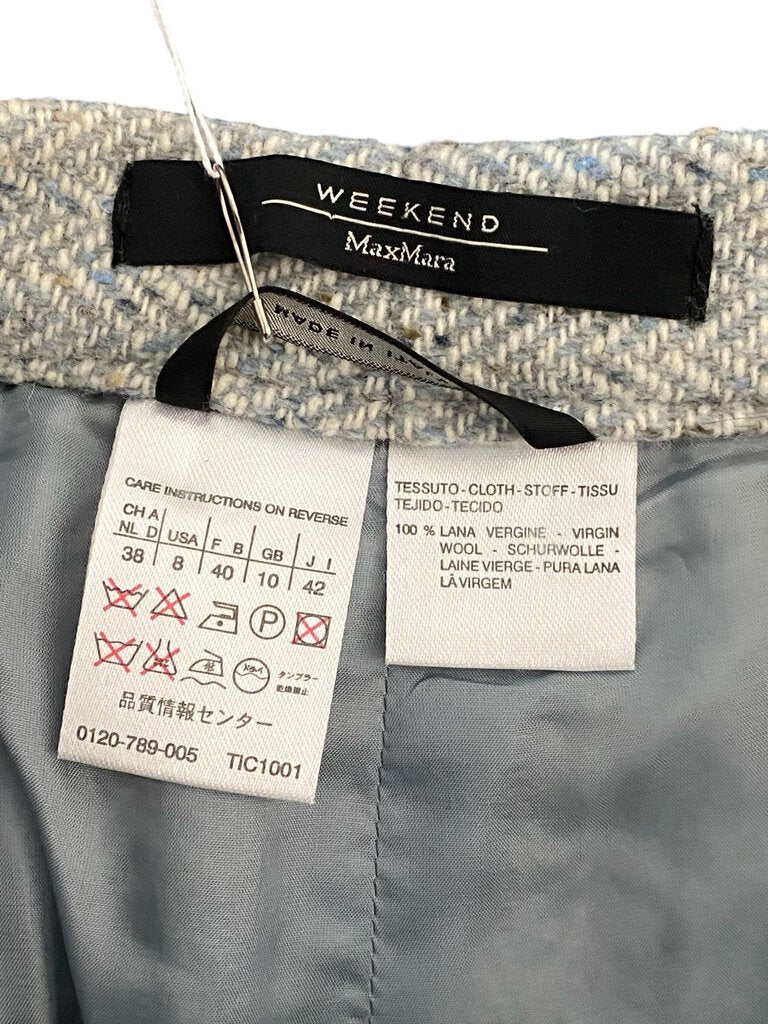 WEEKEND
MaxMara
MADE IN ITALY
CARE INSTRUCTIONS ON REVERSE
CH A
NL D USA F B GB J I
38 8 40 10 42
P
ドライ
タンブラー
乾燥禁止
品質情報センター
0120-789-005 TIC1001
TESSUTO-CLOTH-STOFF-TISSU
TEJIDO-TECIDO
100 % LANA VERGINE - VIRGIN
WOOL - SCHURWOLLE -
LAINE VIERGE-PURA LANA
LÃ VIRGEM